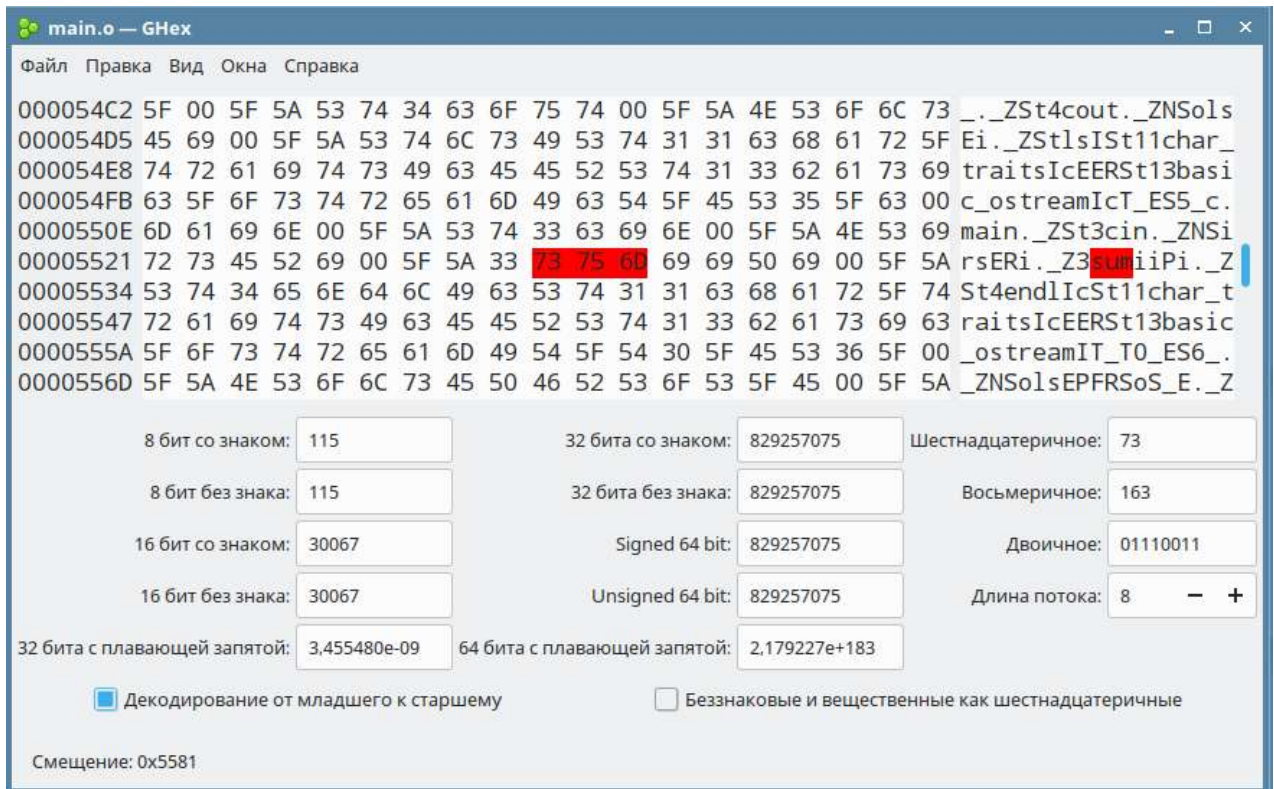 main.o — GHex
Файл Правка Вид Окна Справка
000054C2 5F 00 5F 5A 53 74 34 63 6F 75 74 00 5F 5A 4E 53 6F 6C 73 _._ZSt4cout._ZNSols
000054D5 45 69 00 5F 5A 53 74 6C 73 49 53 74 31 31 63 68 61 72 5F Ei._ZStlsISt11char_
000054E8 74 72 61 69 74 73 49 63 45 45 52 53 74 31 33 62 61 73 69 traitsIcEERSt13basi
000054FB 63 5F 6F 73 74 72 65 61 6D 49 63 54 5F 45 53 35 5F 63 00 c_ostreamIcT_ES5_c.
0000550E 6D 61 69 6E 00 5F 5A 53 74 33 63 69 6E 00 5F 5A 4E 53 69 main._ZSt3cin._ZNSi
00005521 72 73 45 52 69 00 5F 5A 33 73 75 6D 69 69 50 69 00 5F 5A rsERi._Z3sumiiPi._Z
00005534 53 74 34 65 6E 64 6C 49 63 53 74 31 31 63 68 61 72 5F 74 St4endlIcSt11char_t
00005547 72 61 69 74 73 49 63 45 45 52 53 74 31 33 62 61 73 69 63 raitsIcEERSt13basic
0000555A 5F 6F 73 74 72 65 61 6D 49 54 5F 54 30 5F 45 53 36 5F 00 _ostreamIT_T0_ES6_.
0000556D 5F 5A 4E 53 6F 6C 73 45 50 46 52 53 6F 53 5F 45 00 5F 5A _ZNSolsEPFRSoS_E._Z
8 бит со знаком: 115 32 бита со знаком: 829257075 Шестнадцатеричное: 73
8 бит без знака: 115 32 бита без знака: 829257075 Восьмеричное: 163
16 бит со знаком: 30067 Signed 64 bit: 829257075 Двоичное: 01110011
16 бит без знака: 30067 Unsigned 64 bit: 829257075 Длина потока: 8 − +
32 бита с плавающей запятой: 3,455480e-09 64 бита с плавающей запятой: 2,179227e+183
Декодирование от младшего к старшему Беззнаковые и вещественные как шестнадцатеричные
Смещение: 0x5581